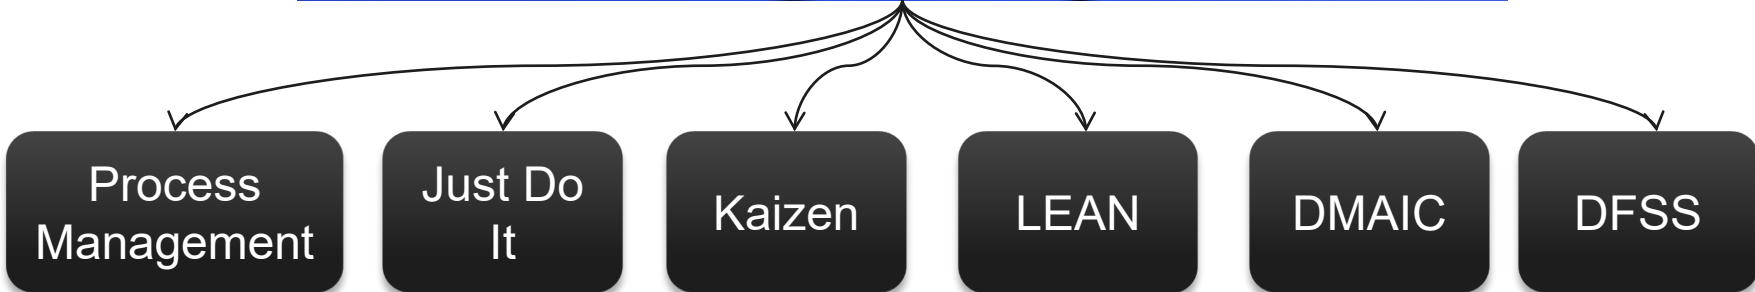 Process
Management
Just Do
It
Kaizen
LEAN
DMAIC
DFSS